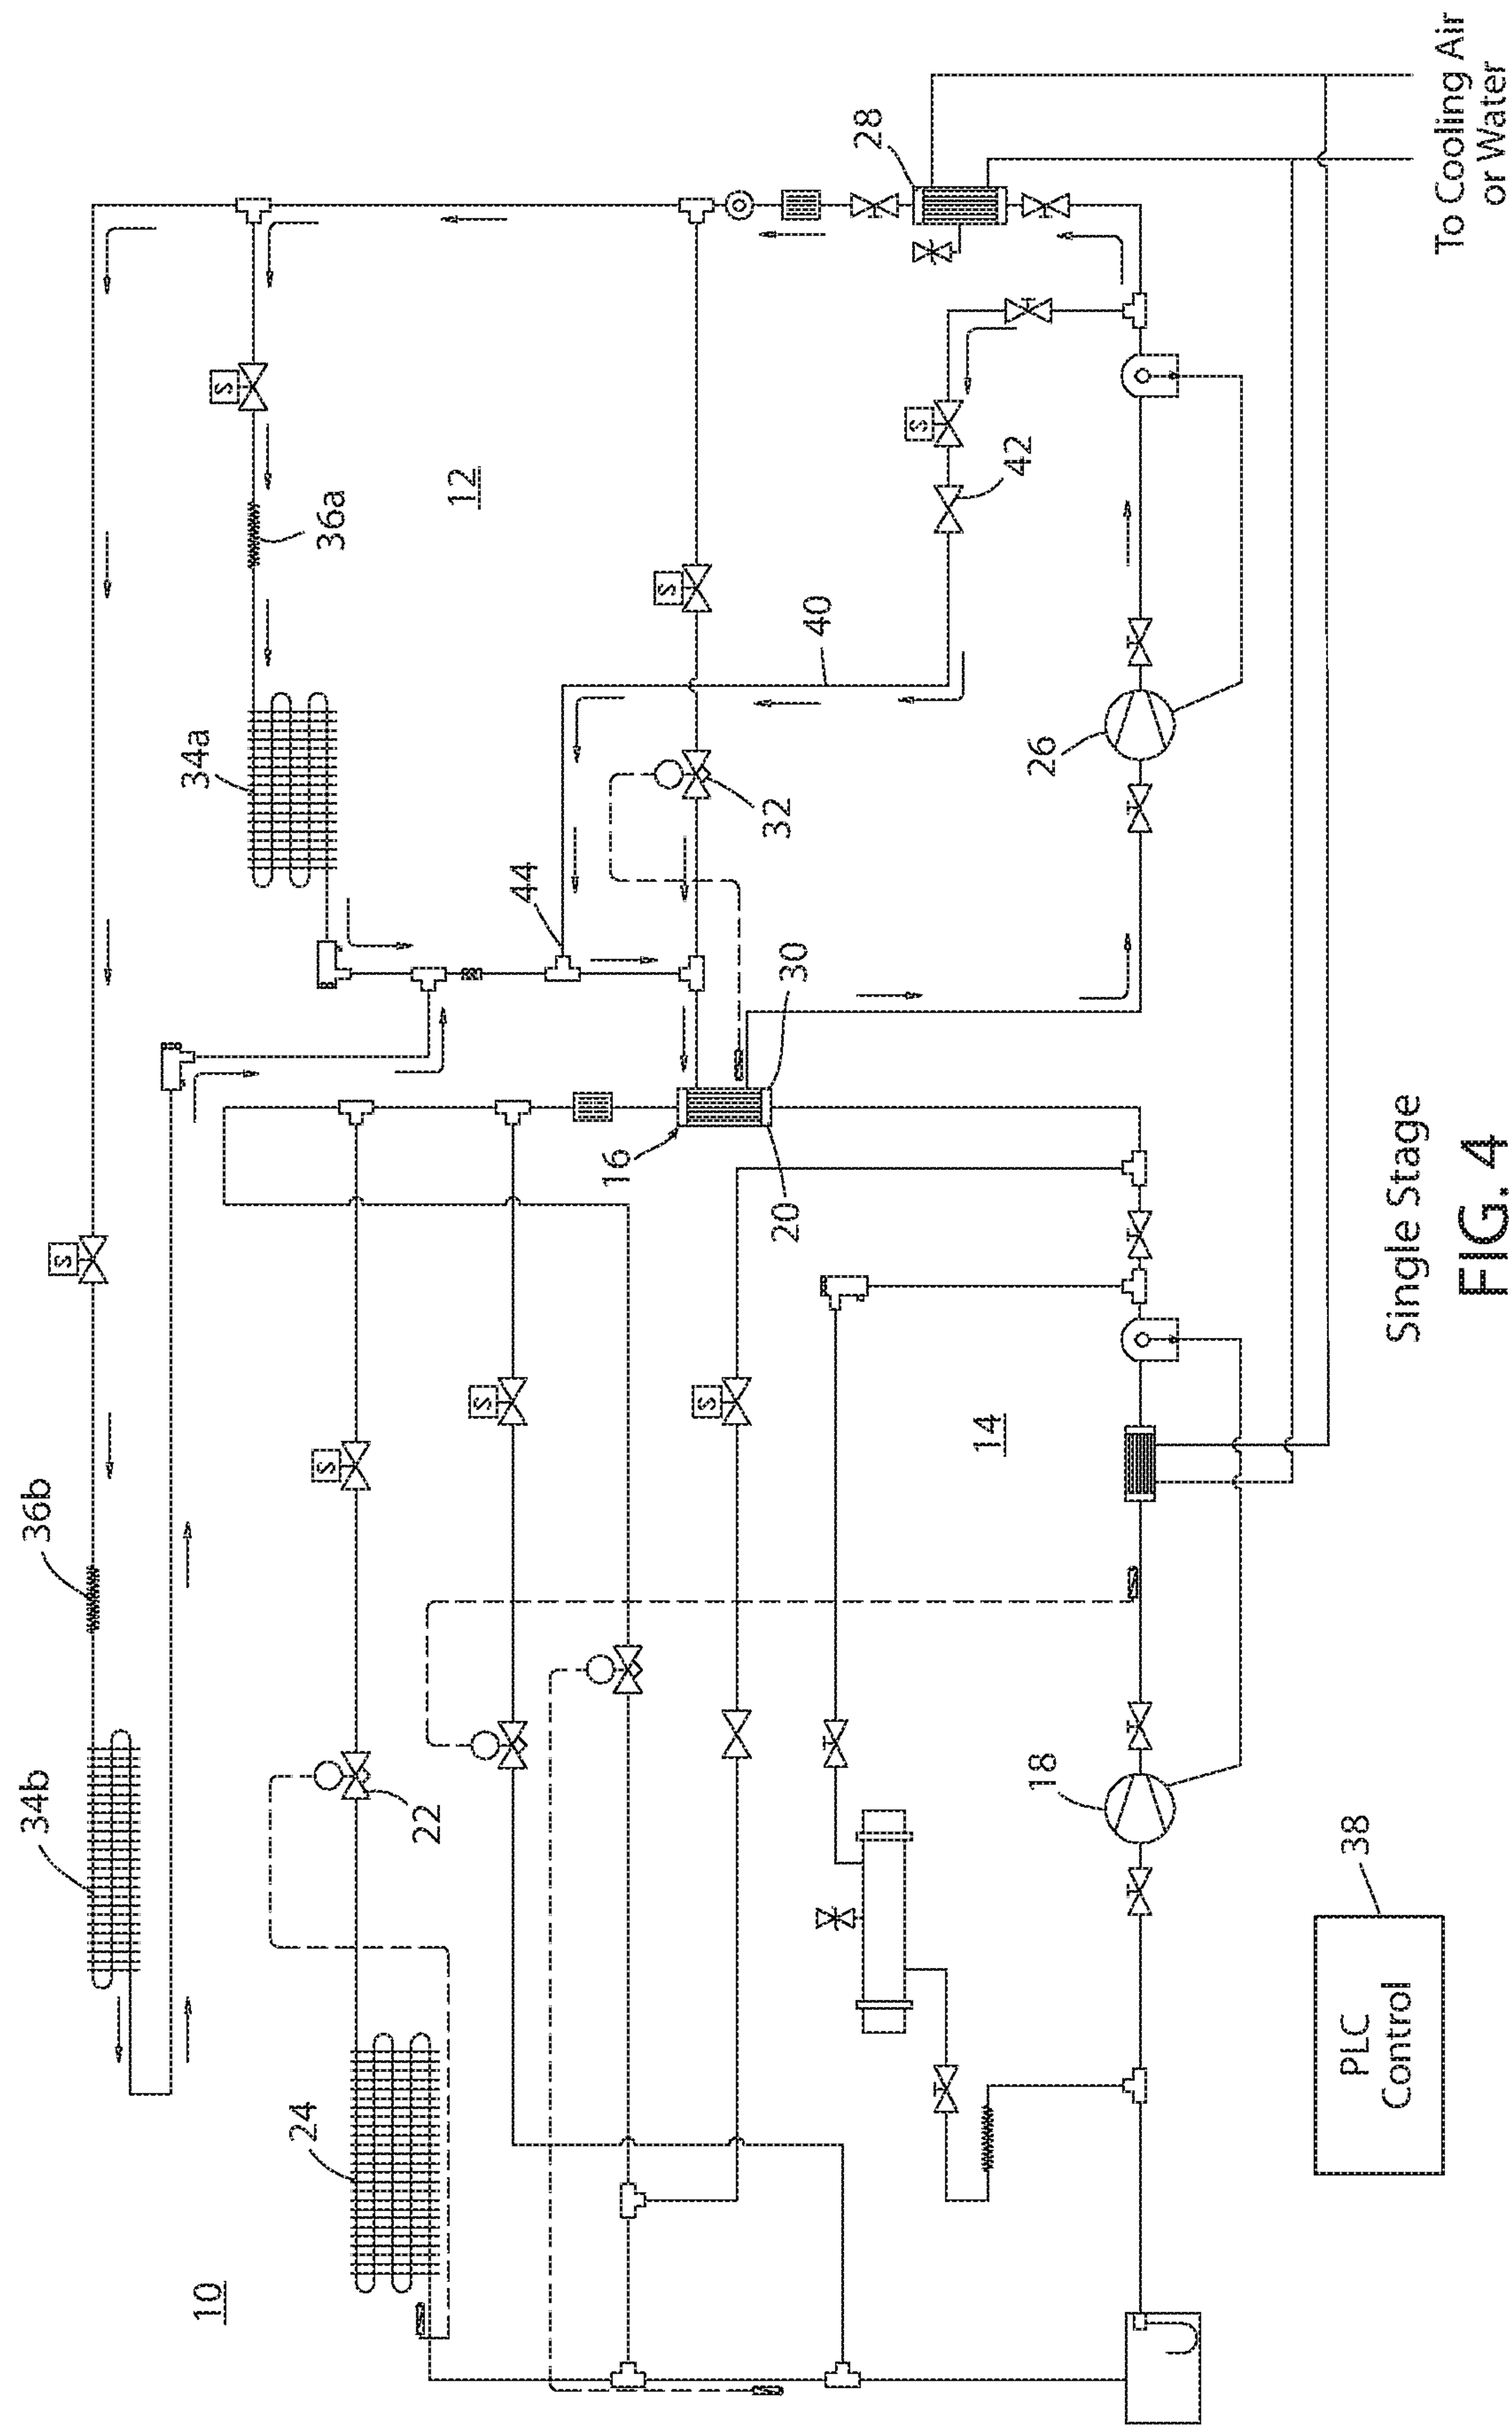 34b
36b
S
10
34a
S
24
S
36a
22
12
S
44
16
S
S
32
20
30
40
28
S
14
42
18
26
38
PLC
Control
Single Stage
To Cooling Air
or Water
FIG. 4